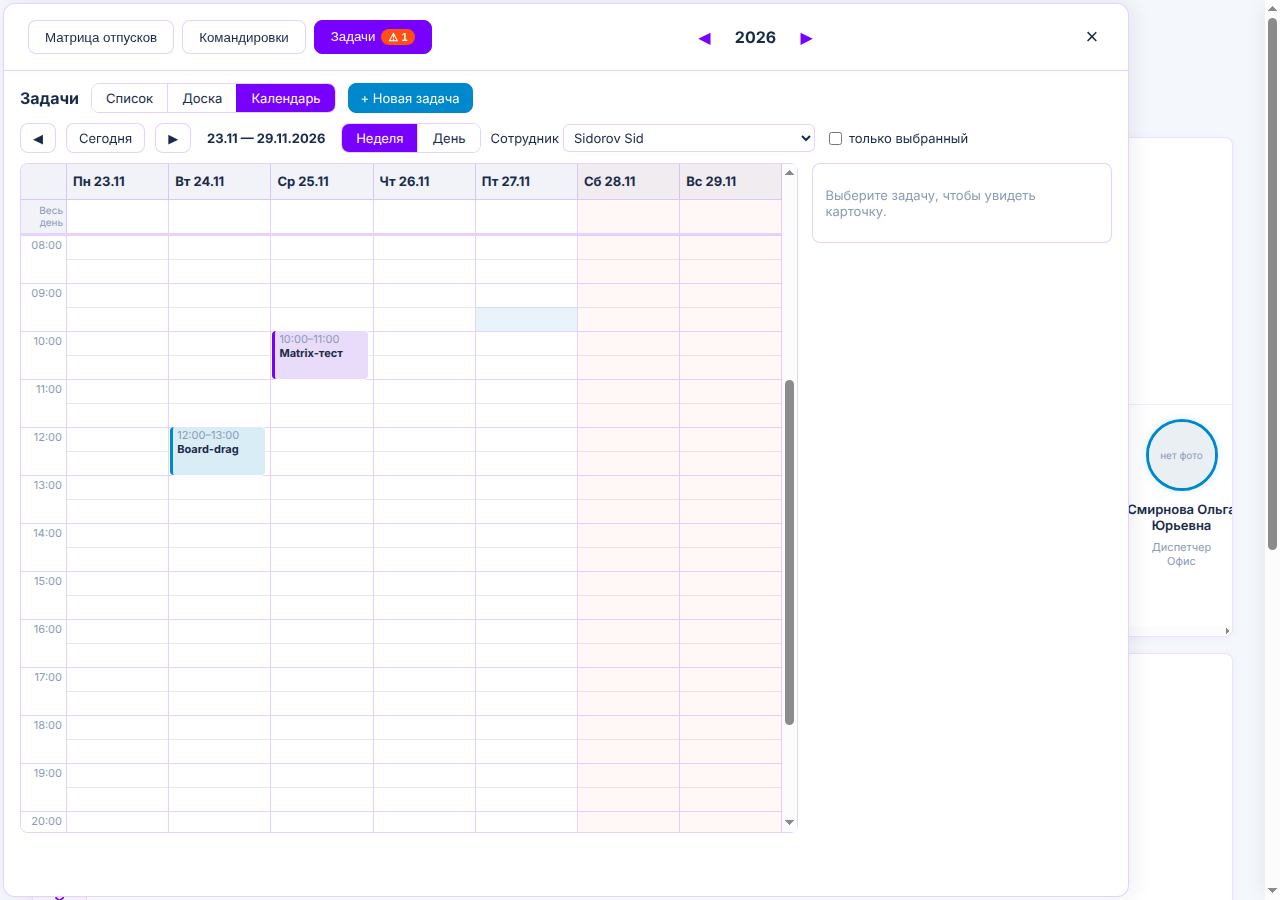 Матрица отпусков
Командировки
Задачи ⚠ 1
◀ 2026 ▶
×
Задачи
Список
Доска
Календарь
+ Новая задача
◀
Сегодня
▶
23.11 — 29.11.2026
Неделя
День
Сотрудник
Sidorov Sid
только выбранный
Пн 23.11
Вт 24.11
Ср 25.11
Чт 26.11
Пт 27.11
Сб 28.11
Вс 29.11
Весь
день
08:00
09:00
10:00
11:00
12:00
13:00
14:00
15:00
16:00
17:00
18:00
19:00
20:00
10:00–11:00
Matrix-тест
12:00–13:00
Board-drag
Выберите задачу, чтобы увидеть
карточку.
нет фото
Смирнова Ольга
Юрьевна
Диспетчер
Офис